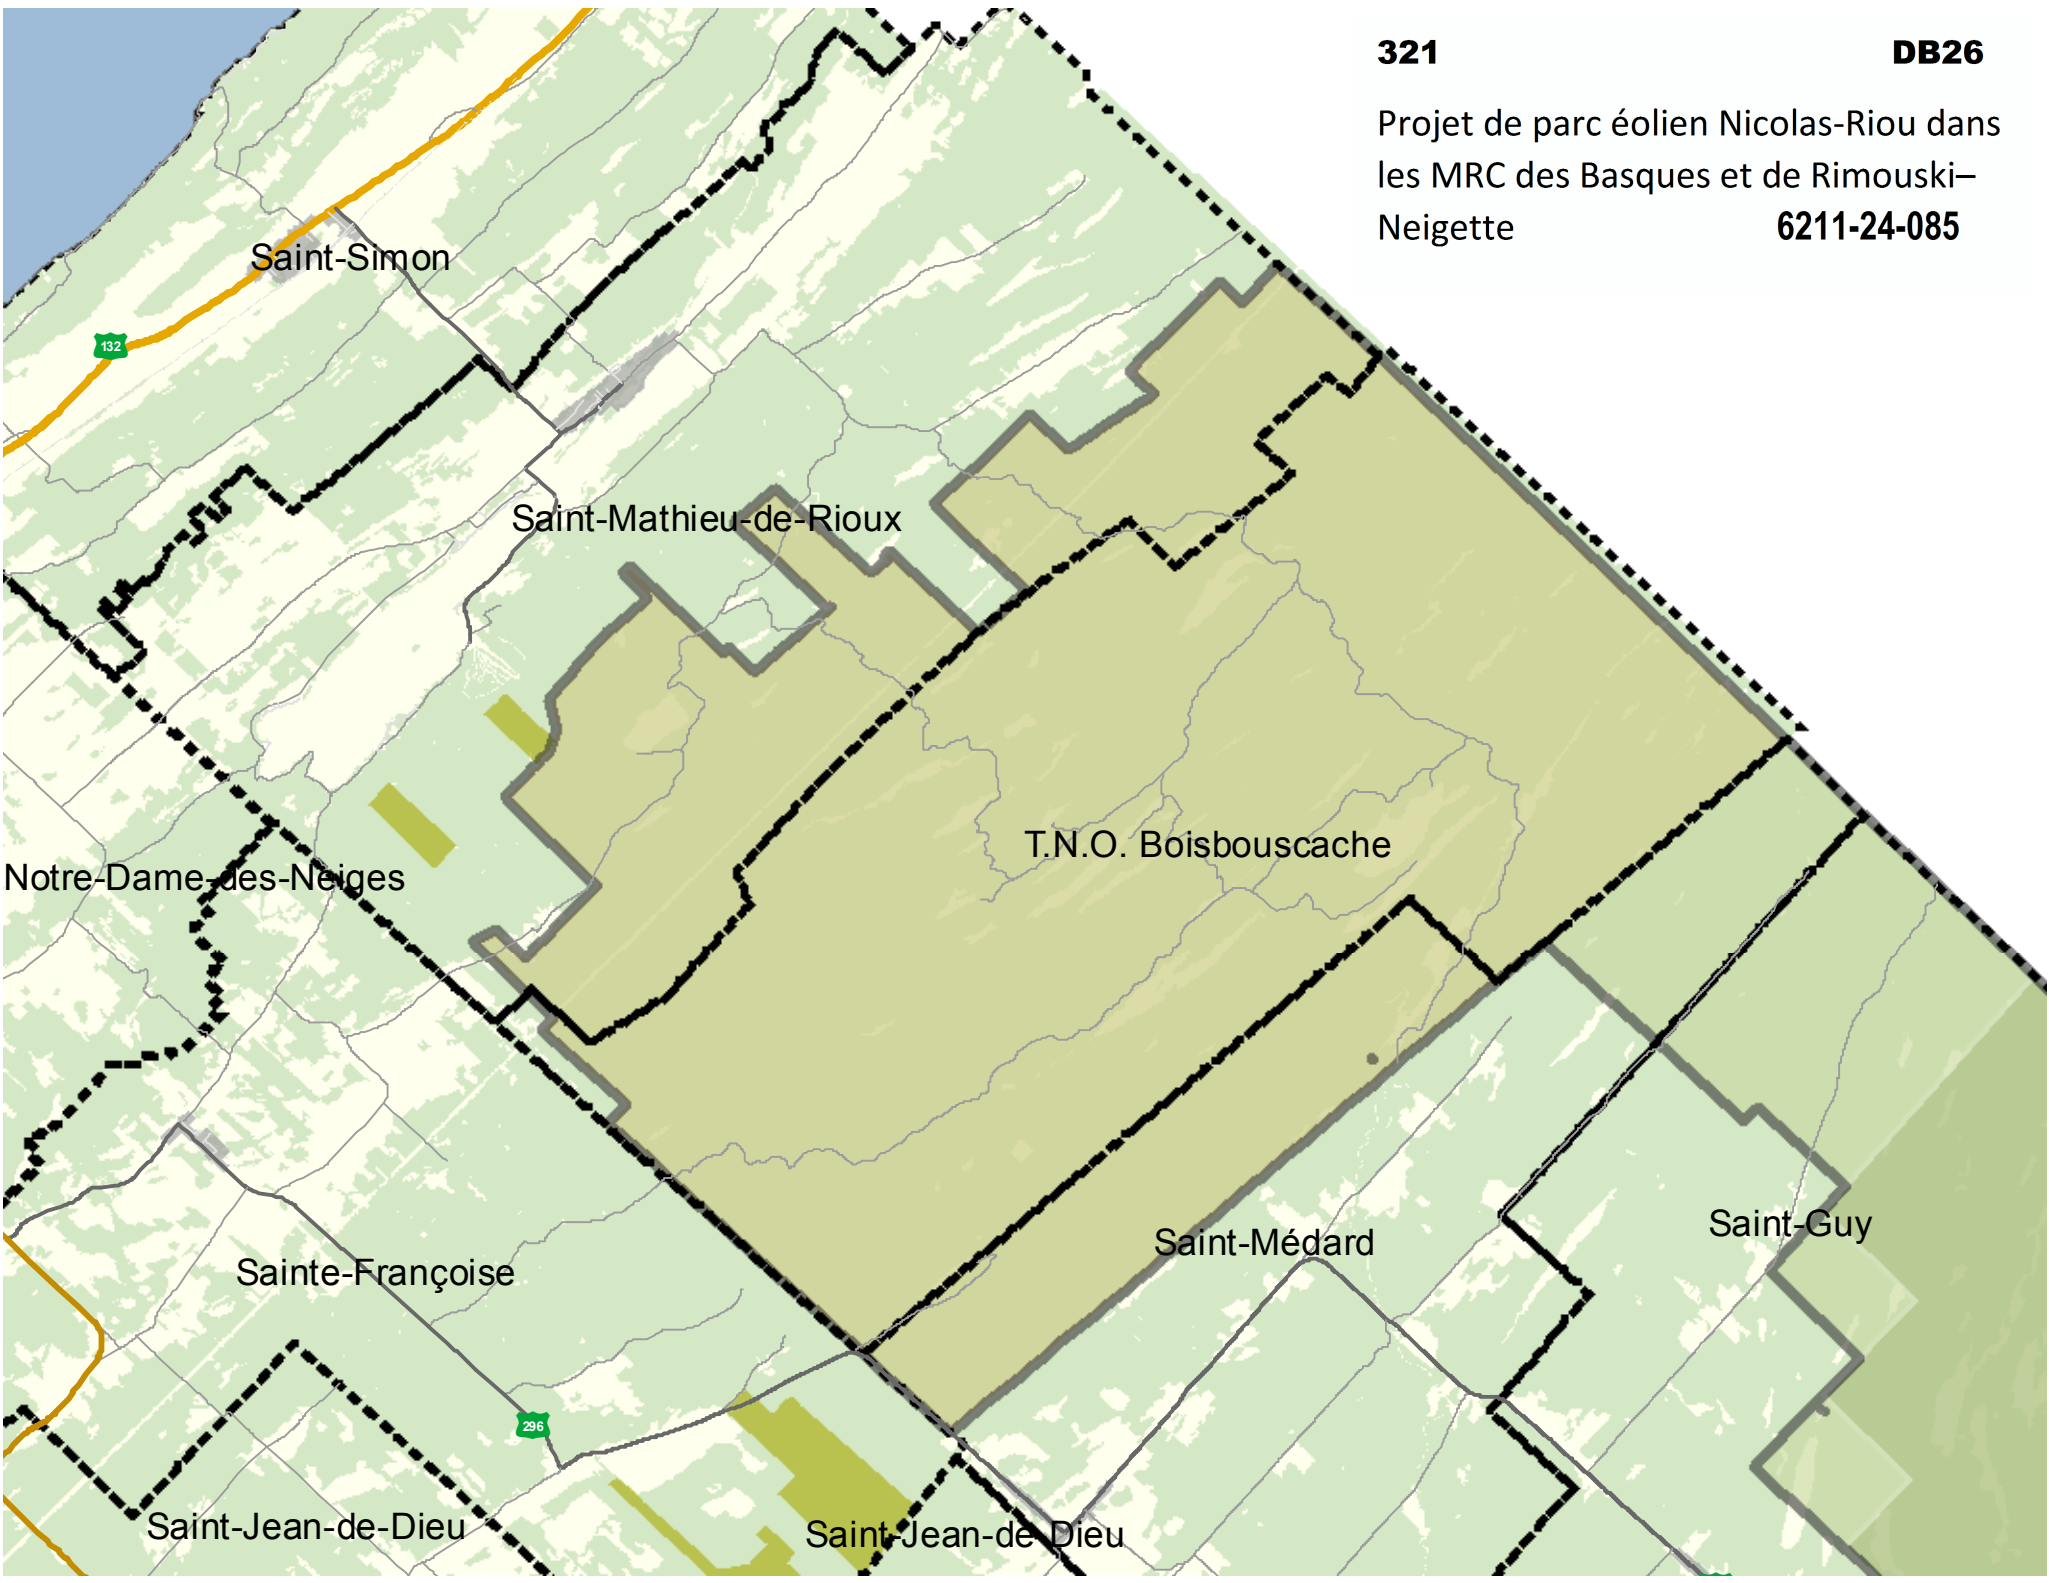 321 DB26
Projet de parc éolien Nicolas-Riou dans
les MRC des Basques et de Rimouski–
Neigette 6211-24-085
Saint-Simon
132
Saint-Mathieu-de-Rioux
T.N.O. Boisbouscache
Notre-Dame-des-Neiges
Saint-Guy
Saint-Médard
Sainte-Françoise
296
Saint-Jean-de-Dieu
Saint-Jean-de-Dieu